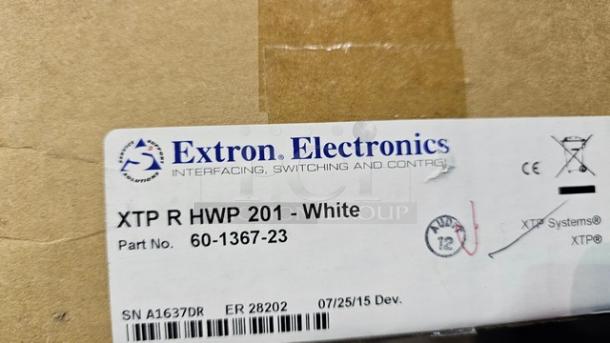 Extron® Electronics
INTERFACING, SWITCHING AND CONTROL
XTP R HWP 201 - White
Part No. 60-1367-23
CE
12
XTP Systems®
XTP®
SN A1637DR ER 28202 07/25/15 Dev.